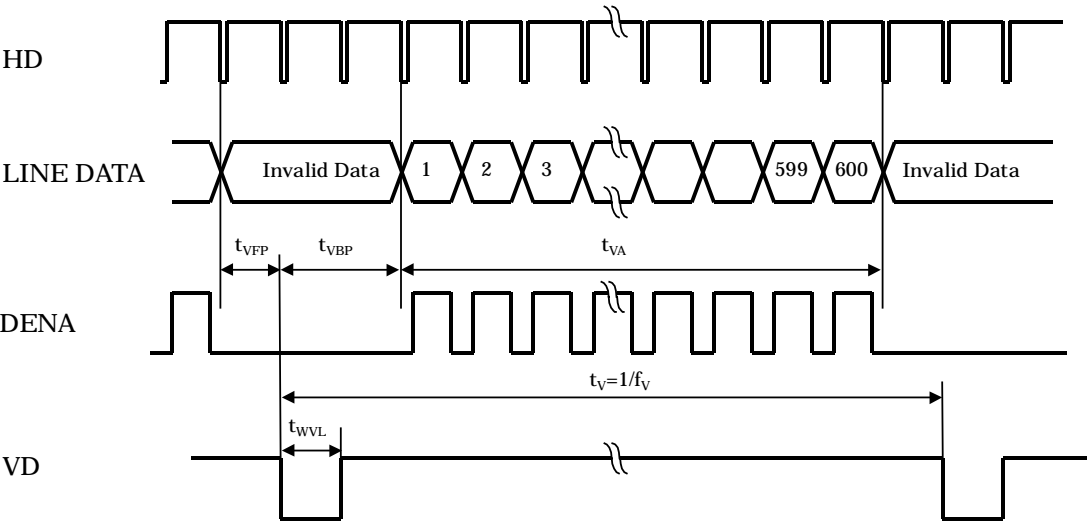 HD
LINE DATA
Invalid Data
1
2
3
599
600
Invalid Data
tVFP
tVBP
tVA
DENA
tV=1/fV
tWVL
VD